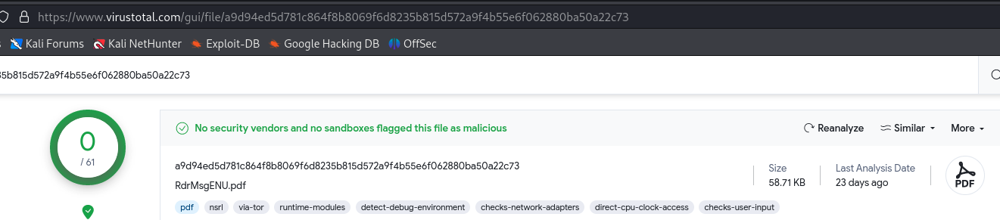 https://www.virustotal.com/gui/file/a9d94ed5d781c864f8b8069f6d8235b815d572a9f4b55e6f062880ba50a22c73
Kali Forums Kali NetHunter Exploit-DB Google Hacking DB OffSec
35b815d572a9f4b55e6f062880ba50a22c73
0
/ 61
No security vendors and no sandboxes flagged this file as malicious
Reanalyze Similar More
a9d94ed5d781c864f8b8069f6d8235b815d572a9f4b55e6f062880ba50a22c73
RdrMsgENU.pdf
Size
58.71 KB
Last Analysis Date
23 days ago
PDF
pdf nsrl via-tor runtime-modules detect-debug-environment checks-network-adapters direct-cpu-clock-access checks-user-input